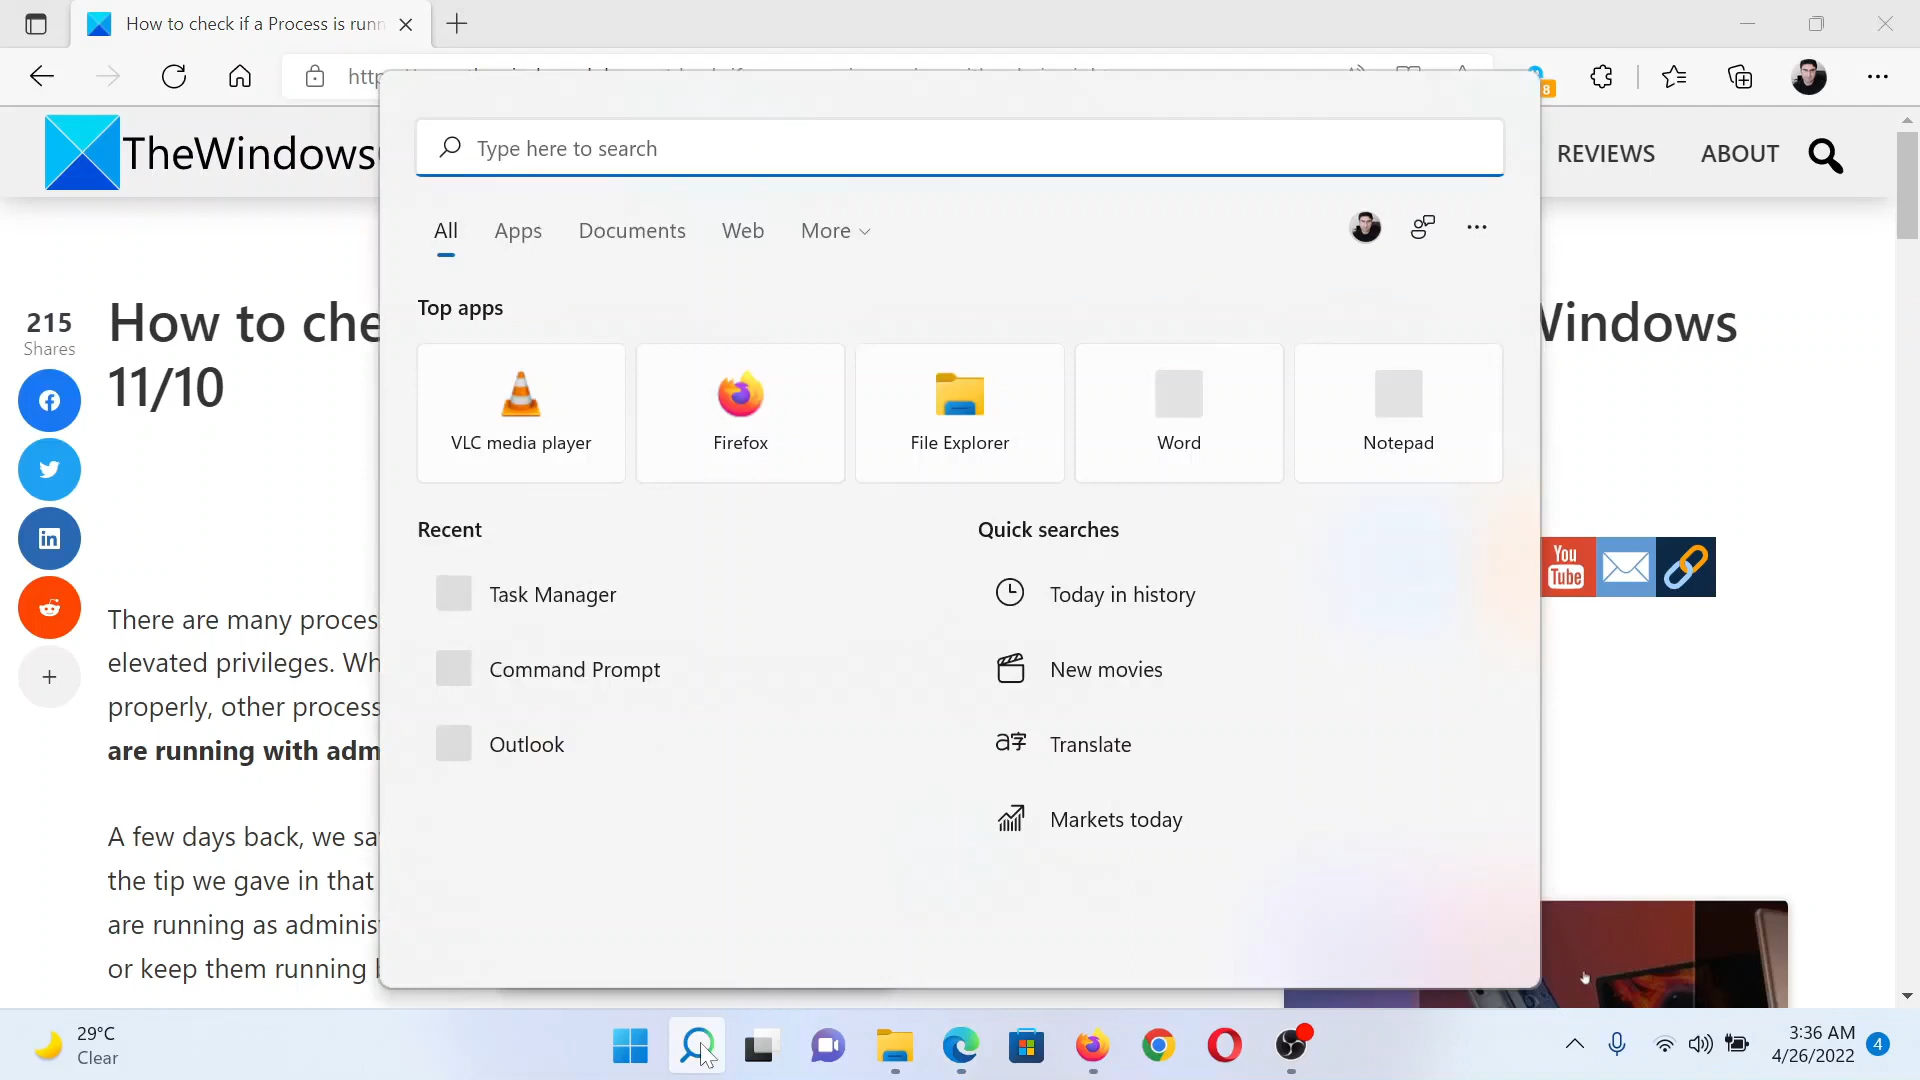 How to check if a Process is runn
http
8
TheWindows
REVIEWS
ABOUT
Type here to search
All
Apps
Documents
Web
More
215
Shares
How to che
Windows
11/10
Top apps
VLC media player
Firefox
File Explorer
Word
Notepad
Recent
Quick searches
Task Manager
Today in history
Command Prompt
New movies
Outlook
Translate
Markets today
You
Tube
There are many proces
elevated privileges. Wh
properly, other process
are running with adm
A few days back, we sa
the tip we gave in that
are running as adminis
or keep them running
29°C
Clear
3:36 AM
4/26/2022
4